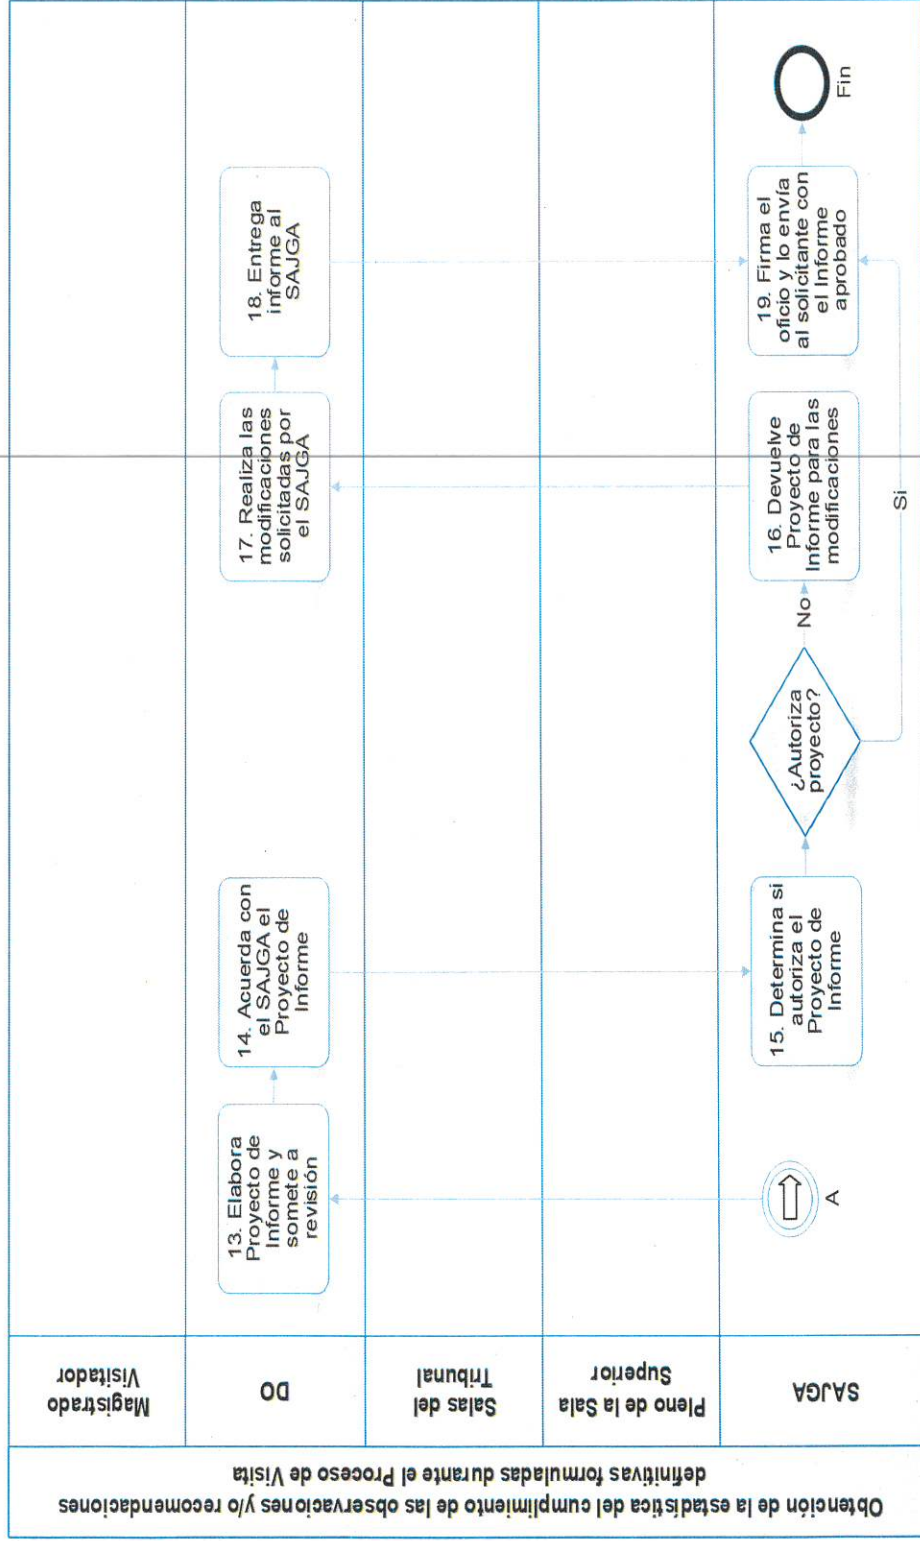 Obtención de la estadística del cumplimiento de las observaciones y/o recomendaciones
definitivas formuladas durante el Proceso de Visita
Magistrado
Visitador
DO
Salas del
Tribunal
Pleno de la Sala
Superior
SAJGA
13. Elabora
Proyecto de
Informe y
somete a
revisión
14. Acuerda con
el SAJGA el
Proyecto de
Informe
17. Realiza las
modificaciones
solicitadas por
el SAJGA
18. Entrega
informe al
SAJGA
A
15. Determina si
autoriza el
Proyecto de
Informe
¿Autoriza
proyecto?
No
Si
16. Devuelve
Proyecto de
Informe para las
modificaciones
19. Firma el
oficio y lo envía
al solicitante con
el Informe
aprobado
Fin